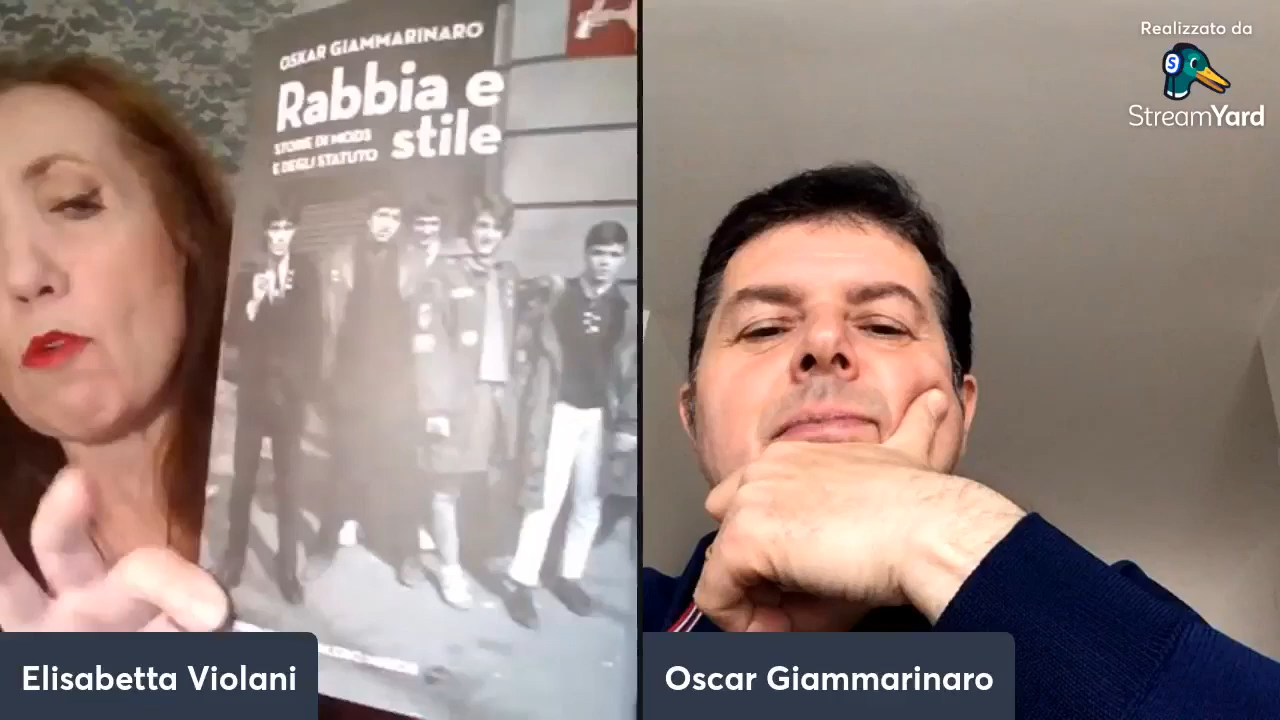 OSKAR GIAMMARINARO
Rabbia e
stile
STORIE DI MODS
E DEGLI STATUTO
Realizzato da
StreamYard
S
Elisabetta Violani
Oscar Giammarinaro